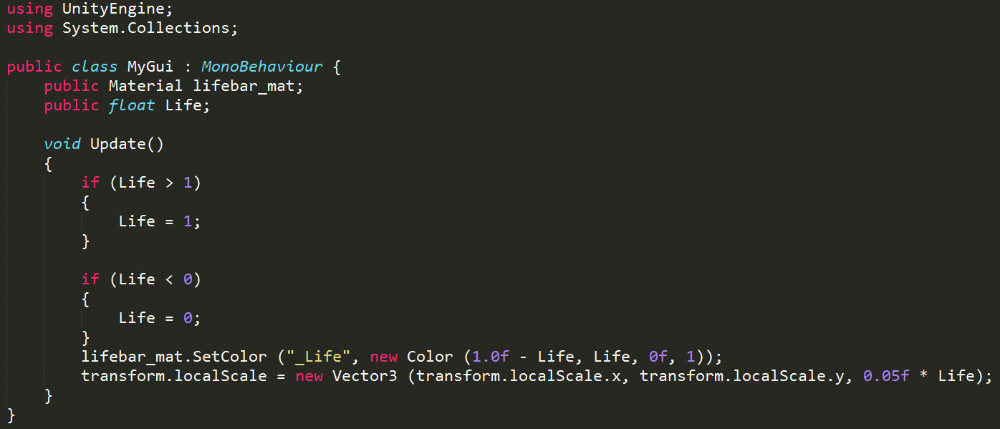 using UnityEngine;
using System.Collections;

public class MyGui : MonoBehaviour {
    public Material lifebar_mat;
    public float Life;

    void Update()
    {
        if (Life > 1)
        {
            Life = 1;
        }

        if (Life < 0)
        {
            Life = 0;
        }
        lifebar_mat.SetColor ("_Life", new Color (1.0f - Life, Life, 0f, 1));
        transform.localScale = new Vector3 (transform.localScale.x, transform.localScale.y, 0.05f * Life);
    }
}